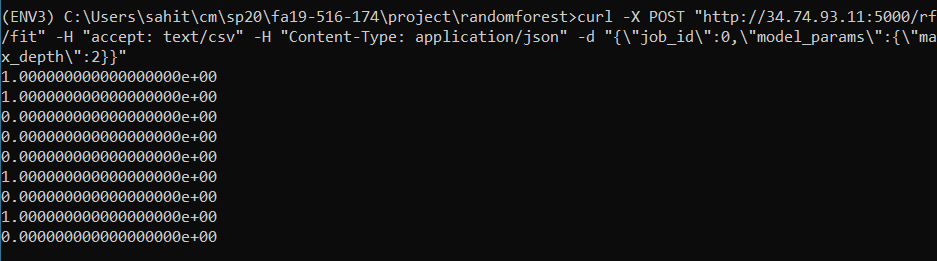 (ENV3) C:\Users\sahit\cm\sp20\fa19-516-174\project\randomforest>curl -X POST "http://34.74.93.11:5000/rf
/fit" -H "accept: text/csv" -H "Content-Type: application/json" -d "{\"job_id\":0,\"model_params\":{\"ma
x_depth\":2}}"
1.000000000000000000e+00
1.000000000000000000e+00
0.000000000000000000e+00
0.000000000000000000e+00
0.000000000000000000e+00
1.000000000000000000e+00
0.000000000000000000e+00
1.000000000000000000e+00
0.000000000000000000e+00